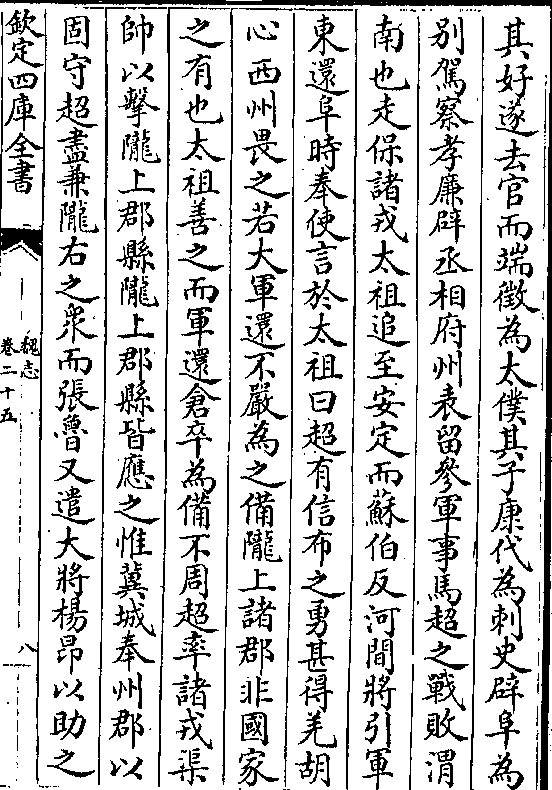 其好遂去官而端徵為太僕其子康代為刺史辟阜為
别駕察孝廉辟丞相府州表留參軍事馬超之戰敗渭
南也走保諸戎太祖追至安定而蘇伯反河間將引軍
東還阜時奉使言於太祖曰超有信布之勇甚得羌胡
心西州畏之若大軍還不嚴為之備隴上諸郡非國家
之有也太祖善之而軍還倉卒為備不周超率諸戎渠
帥以擊隴上郡縣隴上郡縣皆應之惟冀城奉州郡以
固守超盡兼隴右之衆而張魯又遣大將楊昂以助之
欽定四庫全書
魏志
卷二十五
八